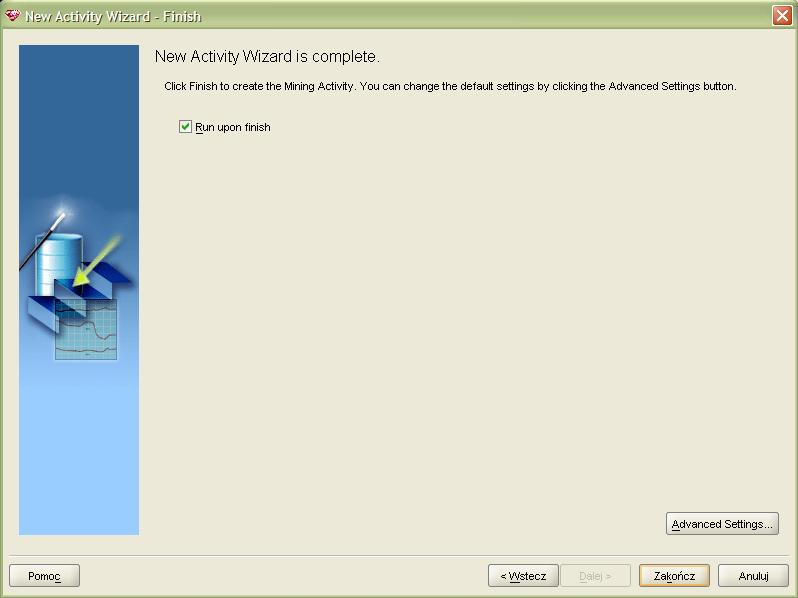 New Activity Wizard - Finish
New Activity Wizard is complete.
Click Finish to create the Mining Activity. You can change the default settings by clicking the Advanced Settings button.
Run upon finish
Advanced Settings...
Pomoc
< Wstecz
Dalej >
Zakończ
Anuluj